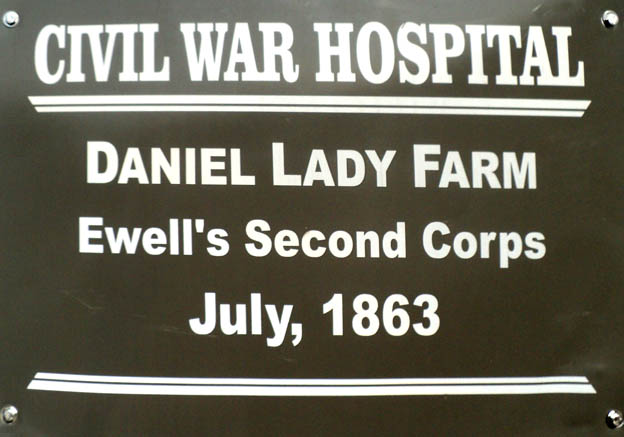 CIVIL WAR HOSPITAL
DANIEL LADY FARM
Ewell's Second Corps
July, 1863